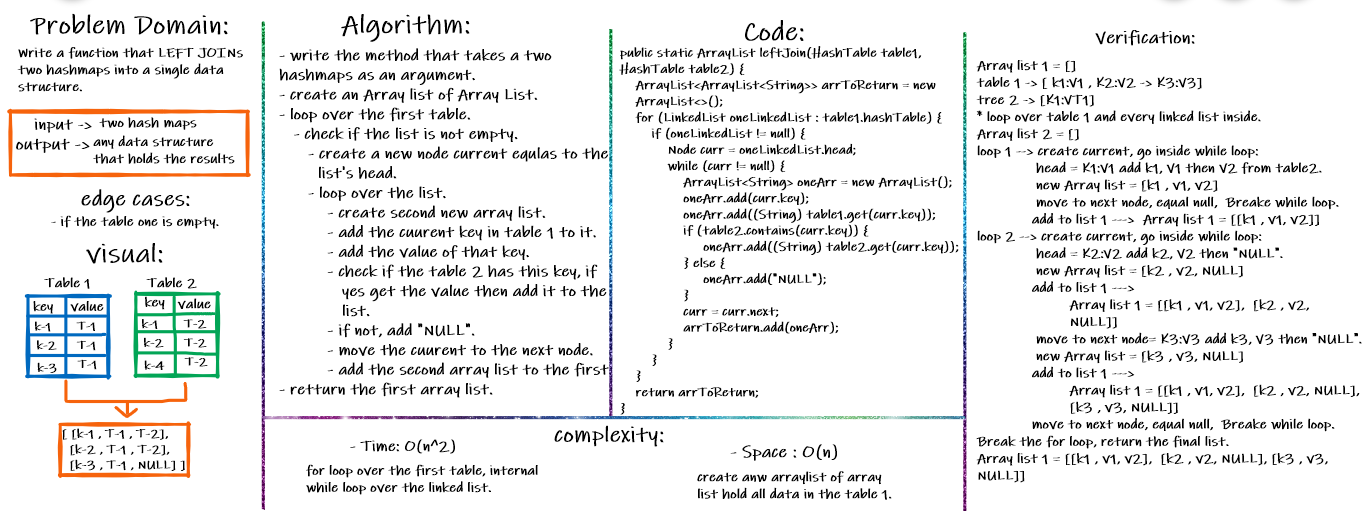 Problem Domain:
write a function that LEFT JOINs
two hashmaps into a single data
structure.
input -> two hash maps
output -> any data structure
that holds the results
edge cases:
- if the table one is empty.
visual:
Table 1
key value
k-1 T-1
k-2 T-1
k-3 T-1
Table 2
key value
k-1 T-2
k-2 T-2
k-4 T-2
[ [k-1 , T-1 , T-2],
[k-2 , T-1 , T-2],
[k-3 , T-1 , NULL] ]
Algorithm:
- write the method that takes a two
hashmaps as an argument.
- create an Array list of Array List.
- loop over the first table.
- check if the list is not empty.
- create a new node current equlas to the
list's head.
- loop over the list.
- create second new array list.
- add the cuurent key in table 1 to it.
- add the value of that key.
- check if the table 2 has this key, if
yes get the value then add it to the
list.
- if not, add "NULL".
- move the cuurent to the next node.
- add the second array list to the first
- retturn the first array list.
Code:
public static ArrayList leftJoin(HashTable table1,
HashTable table2) {
ArrayList<ArrayList<String>> arrToReturn = new
ArrayList<>();
for (LinkedList oneLinkedList : table1.hashTable) {
if (oneLinkedList != null) {
Node curr = oneLinkedList.head;
while (curr != null) {
ArrayList<String> oneArr = new ArrayList();
oneArr.add(curr.key);
oneArr.add((String) table1.get(curr.key));
if (table2.contains(curr.key)) {
oneArr.add((String) table2.get(curr.key));
} else {
oneArr.add("NULL");
}
curr = curr.next;
arrToReturn.add(oneArr);
}
}
}
return arrToReturn;
}
complexity:
- Time: O(n^2)
for loop over the first table, internal
while loop over the linked list.
- Space : O(n)
create anw arraylist of array
list hold all data in the table 1.
Verification:
Array list 1 = []
table 1 -> [ k1:V1 , K2:V2 -> K3:V3]
tree 2 -> [K1:VT1]
* loop over table 1 and every linked list inside.
Array list 2 = []
loop 1 --> create current, go inside while loop:
head = K1:V1 add k1, V1 then V2 from table2.
new Array list = [k1 , v1, v2]
move to next node, equal null, Breake while loop.
add to list 1 ---> Array list 1 = [[k1 , v1, v2]]
loop 2 --> create current, go inside while loop:
head = K2:V2 add k2, V2 then "NULL".
new Array list = [k2 , v2, NULL]
add to list 1 --->
Array list 1 = [[k1 , v1, v2], [k2 , v2,
NULL]]
move to next node= K3:V3 add k3, V3 then "NULL".
new Array list = [k3 , v3, NULL]
add to list 1 --->
Array list 1 = [[k1 , v1, v2], [k2 , v2, NULL],
[k3 , v3, NULL]]
move to next node, equal null, Breake while loop.
Break the for loop, return the final list.
Array list 1 = [[k1 , v1, v2], [k2 , v2, NULL], [k3 , v3,
NULL]]